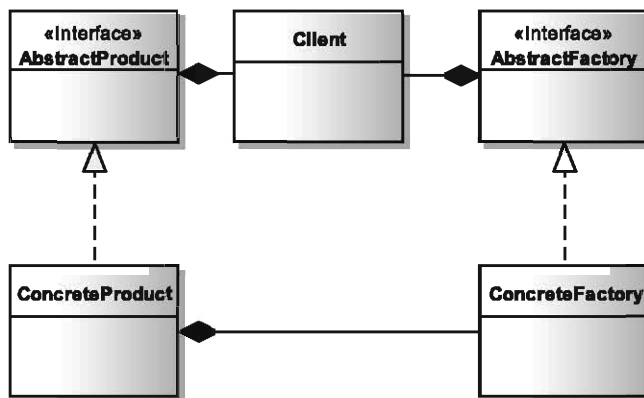 «interface»
AbstractProduct
Client
«interface»
AbstractFactory
ConcreteProduct
ConcreteFactory